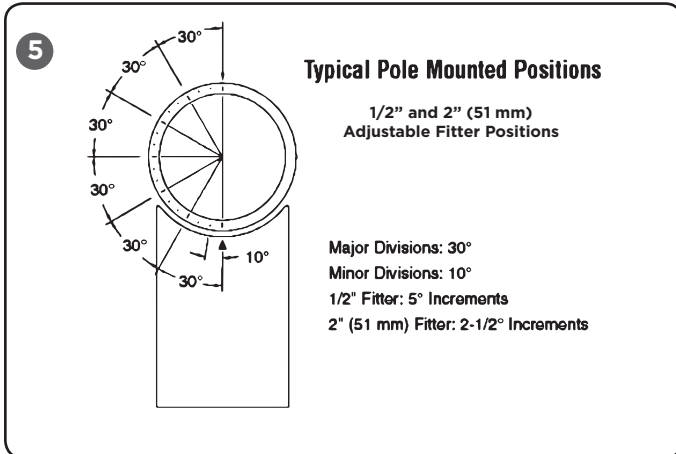 5
Typical Pole Mounted Positions
1/2” and 2” (51 mm)
Adjustable Fitter Positions
30°
30°
30°
30°
30°
30°
10°
Major Divisions: 30°
Minor Divisions: 10°
1/2" Fitter: 5° Increments
2" (51 mm) Fitter: 2-1/2° Increments